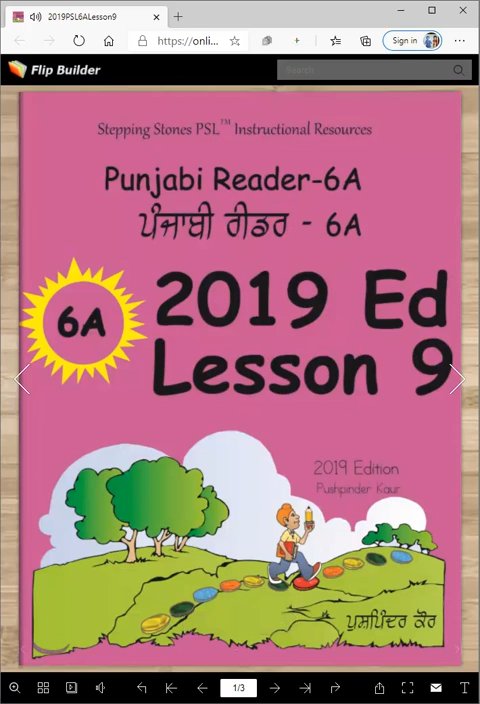 2019PSL6ALesson9
https://onli...
Sign in
Flip Builder
Search
Stepping Stones PSL™ Instructional Resources
Punjabi Reader-6A
ਪੰਜਾਬੀ ਰੀਡਰ - 6A
6A
2019 Ed
Lesson 9
2019 Edition
Pushpinder Kaur
ਪੁਸ਼ਪਿੰਦਰ ਕੌਰ
1/3